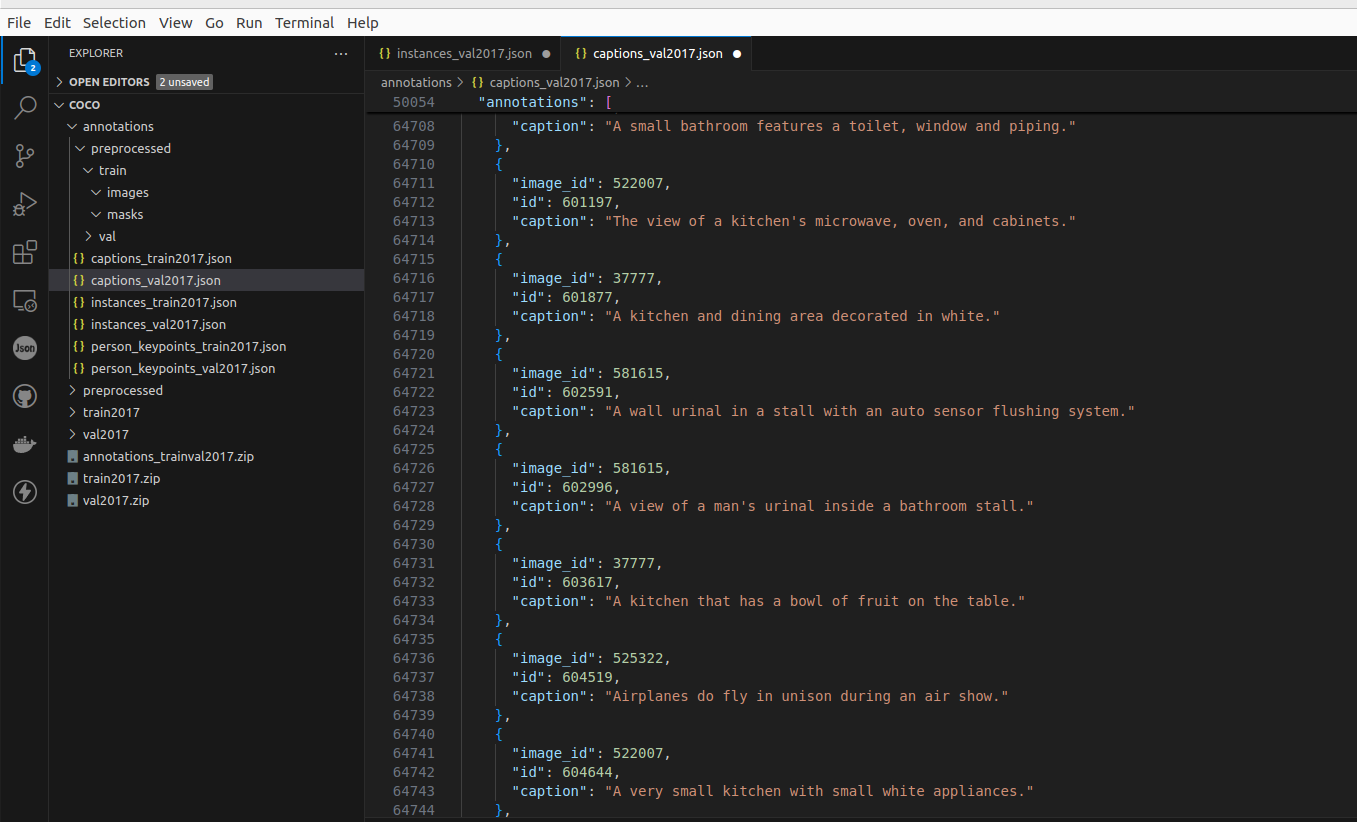 File Edit Selection View Go Run Terminal Help
EXPLORER ...
2
OPEN EDITORS 2 unsaved
COCO
annotations
preprocessed
train
images
masks
val
captions_train2017.json
captions_val2017.json
instances_train2017.json
instances_val2017.json
person_keypoints_train2017.json
person_keypoints_val2017.json
preprocessed
train2017
val2017
annotations_trainval2017.zip
train2017.zip
val2017.zip
Json
{} instances_val2017.json ● {} captions_val2017.json ●
annotations > {} captions_val2017.json > ...
50054 "annotations": [
64708 "caption": "A small bathroom features a toilet, window and piping."
64709 },
64710 {
64711 "image_id": 522007,
64712 "id": 601197,
64713 "caption": "The view of a kitchen's microwave, oven, and cabinets."
64714 },
64715 {
64716 "image_id": 37777,
64717 "id": 601877,
64718 "caption": "A kitchen and dining area decorated in white."
64719 },
64720 {
64721 "image_id": 581615,
64722 "id": 602591,
64723 "caption": "A wall urinal in a stall with an auto sensor flushing system."
64724 },
64725 {
64726 "image_id": 581615,
64727 "id": 602996,
64728 "caption": "A view of a man's urinal inside a bathroom stall."
64729 },
64730 {
64731 "image_id": 37777,
64732 "id": 603617,
64733 "caption": "A kitchen that has a bowl of fruit on the table."
64734 },
64735 {
64736 "image_id": 525322,
64737 "id": 604519,
64738 "caption": "Airplanes do fly in unison during an air show."
64739 },
64740 {
64741 "image_id": 522007,
64742 "id": 604644,
64743 "caption": "A very small kitchen with small white appliances."
64744 },